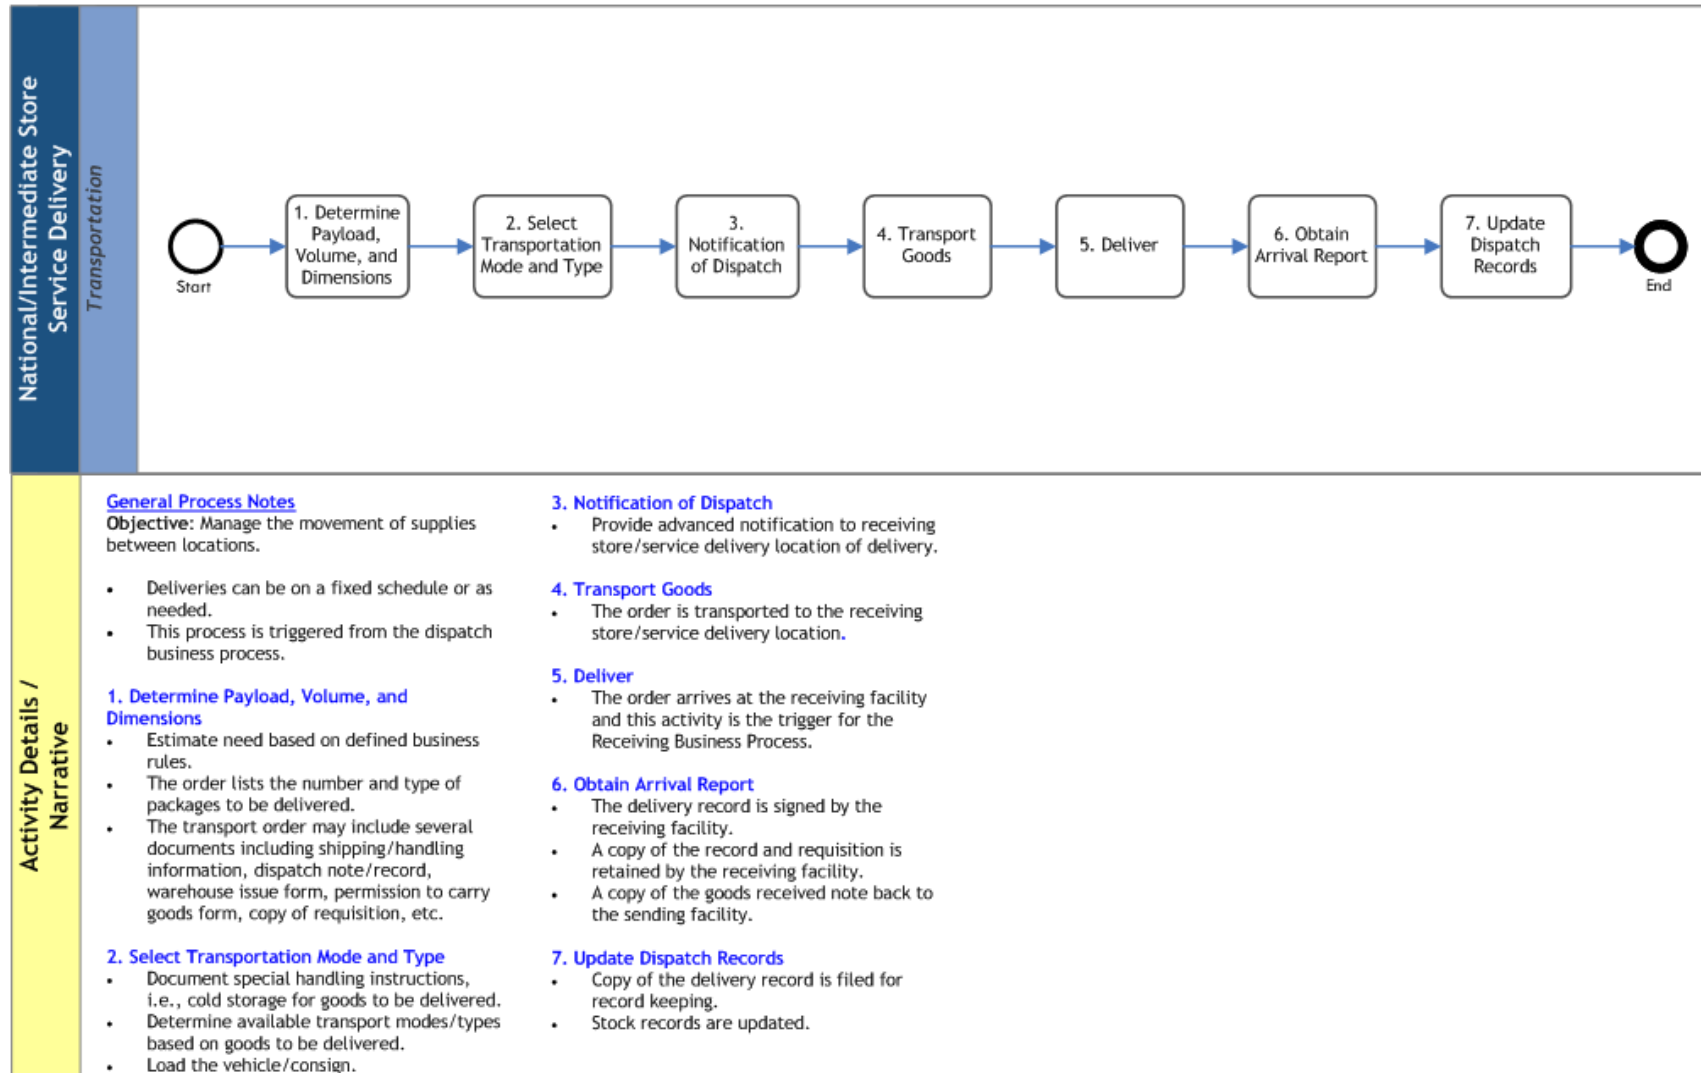 National/Intermediate Store
Service Delivery
Transportation
Start
1. Determine
Payload,
Volume, and
Dimensions
2. Select
Transportation
Mode and Type
3.
Notification
of Dispatch
4. Transport
Goods
5. Deliver
6. Obtain
Arrival Report
7. Update
Dispatch
Records
End
Activity Details /
Narrative
General Process Notes
Objective: Manage the movement of supplies
between locations.
• Deliveries can be on a fixed schedule or as
needed.
• This process is triggered from the dispatch
business process.
1. Determine Payload, Volume, and
Dimensions
• Estimate need based on defined business
rules.
• The order lists the number and type of
packages to be delivered.
• The transport order may include several
documents including shipping/handling
information, dispatch note/record,
warehouse issue form, permission to carry
goods form, copy of requisition, etc.
2. Select Transportation Mode and Type
• Document special handling instructions,
i.e., cold storage for goods to be delivered.
• Determine available transport modes/types
based on goods to be delivered.
• Load the vehicle/consign.
3. Notification of Dispatch
• Provide advanced notification to receiving
store/service delivery location of delivery.
4. Transport Goods
• The order is transported to the receiving
store/service delivery location.
5. Deliver
• The order arrives at the receiving facility
and this activity is the trigger for the
Receiving Business Process.
6. Obtain Arrival Report
• The delivery record is signed by the
receiving facility.
• A copy of the record and requisition is
retained by the receiving facility.
• A copy of the goods received note back to
the sending facility.
7. Update Dispatch Records
• Copy of the delivery record is filed for
record keeping.
• Stock records are updated.